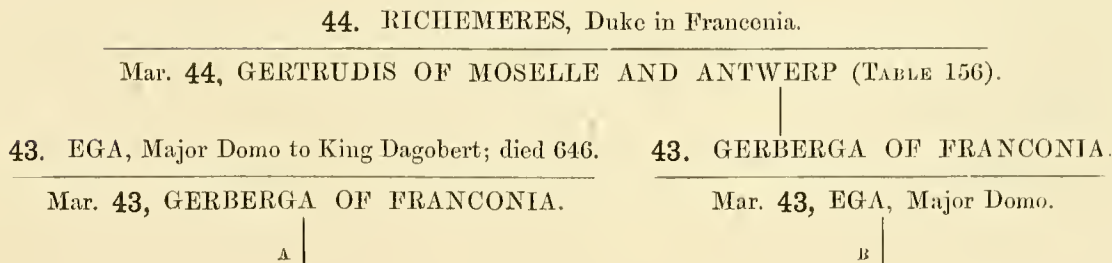 44. RICHEMERES, Duke in Franconia.
Mar. 44, GERTRUDIS OF MOSELLE AND ANTWERP (TABLE 156).
43. EGA, Major Domo to King Dagobert; died 646. 43. GERBERGA OF FRANCONIA.
Mar. 43, GERBERGA OF FRANCONIA. Mar. 43, EGA, Major Domo.
A B